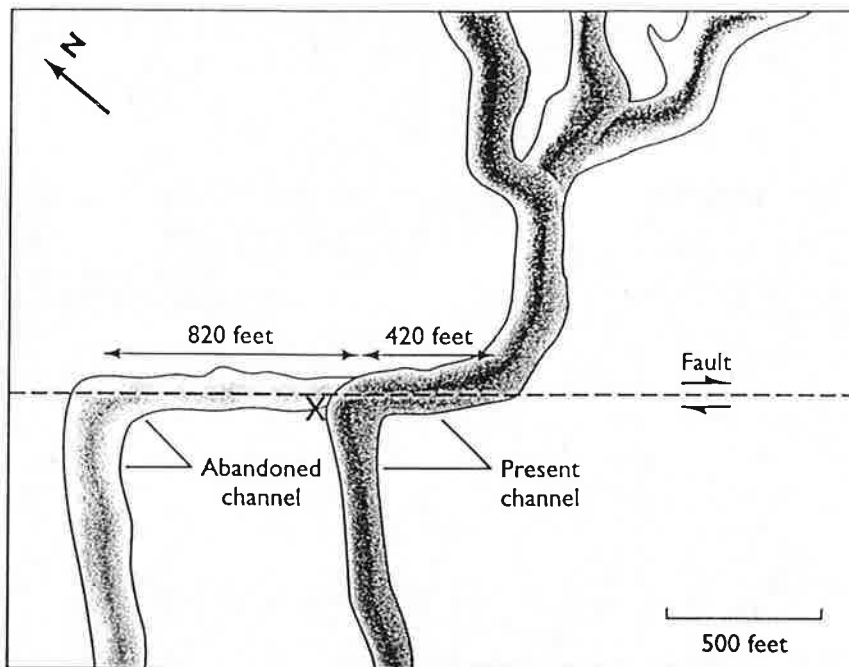 N
820 feet
420 feet
Fault
X
Abandoned
channel
Present
channel
500 feet